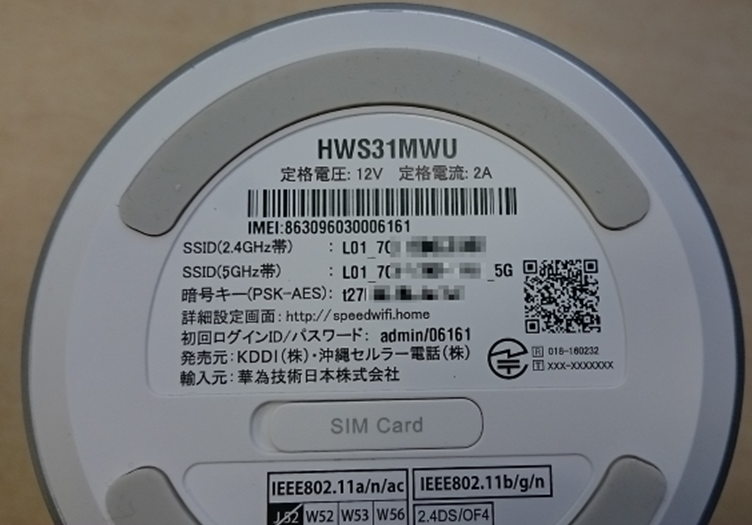 HWS31MWU
定格電圧: 12V 定格電流: 2A
IMEI:863096030006161
SSID(2.4GHz帯) : L01_70
SSID(5GHz帯) : L01_70 _5G
暗号キー(PSK-AES): t27
詳細設定画面: http://speedwifi.home
初回ログインID/パスワード: admin/06161
発売元: KDDI(株)・沖縄セルラー電話(株)
輸入元: 華為技術日本株式会社
R 018-160232
T XXX-XXXXXXX
SIM Card
IEEE802.11a/n/ac IEEE802.11b/g/n
J52 W52 W53 W56 2.4DS/OF4